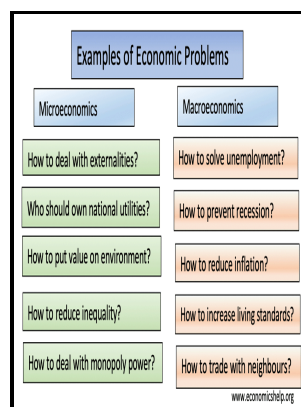 Examples of Economic Problems
Microeconomics
How to deal with externalities?
Who should own national utilities?
How to put value on environment?
How to reduce inequality?
How to deal with monopoly power?
Macroeconomics
How to solve unemployment?
How to prevent recession?
How to reduce inflation?
How to increase living standards?
How to trade with neighbours?
www.economicshelp.org